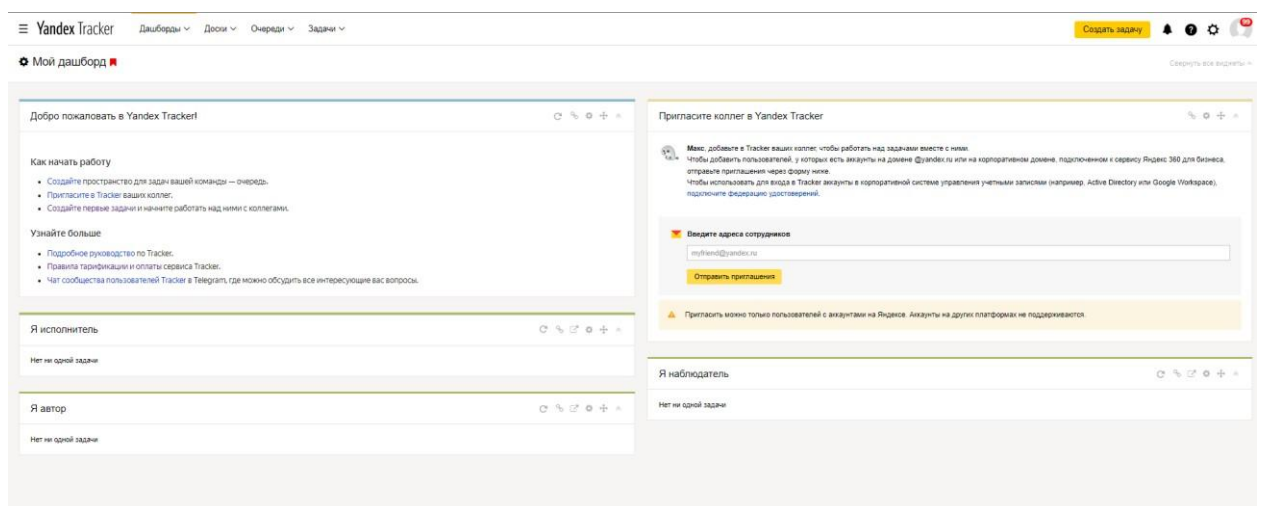 Yandex Tracker
Дашборды
Доски
Очереди
Задачи
Создать задачу
99
Мой дашборд
Свернуть все виджеты
Добро пожаловать в Yandex Tracker!
Как начать работу
Создайте пространство для задач вашей команды — очередь.
Пригласите в Tracker ваших коллег.
Создайте первые задачи и начните работать над ними с коллегами.
Узнайте больше
Подробное руководство по Tracker.
Правила тарификации и оплаты сервиса Tracker.
Чат сообщества пользователей Tracker в Telegram, где можно обсудить все интересующие вас вопросы.
Я исполнитель
Нет ни одной задачи
Я автор
Нет ни одной задачи
Пригласите коллег в Yandex Tracker
Макс, добавьте в Tracker ваших коллег, чтобы работать над задачами вместе с ними.
Чтобы добавить пользователей, у которых есть аккаунты на домене @yandex.ru или на корпоративном домене, подключенном к сервису Яндекс 360 для бизнеса,
отправьте приглашения через форму ниже.
Чтобы использовать для входа в Tracker аккаунты в корпоративной системе управления учетными записями (например, Active Directory или Google Workspace),
подключите федерацию удостоверений.
Введите адреса сотрудников
myfriend@yandex.ru
Отправить приглашения
Пригласить можно только пользователей с аккаунтами на Яндексе. Аккаунты на других платформах не поддерживаются.
Я наблюдатель
Нет ни одной задачи